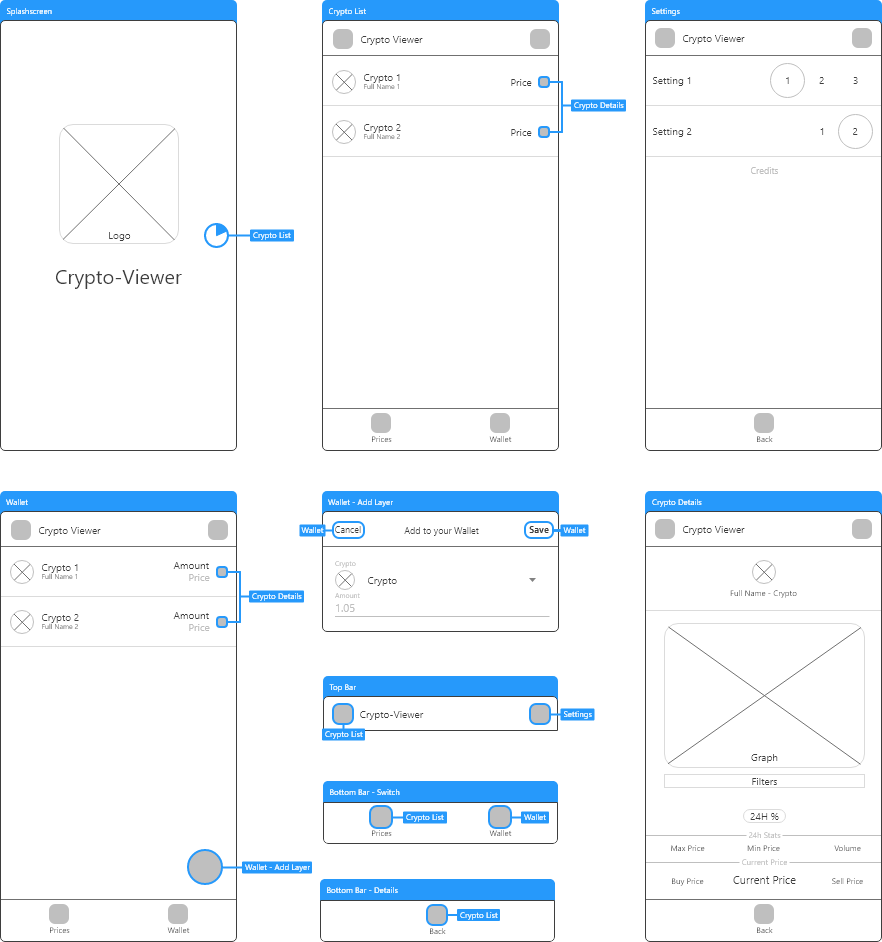 Splashscreen
Logo
Crypto List
Crypto-Viewer
Crypto List
Crypto Viewer
Crypto 1
Full Name 1
Price
Crypto Details
Crypto 2
Full Name 2
Price
Prices
Wallet
Settings
Crypto Viewer
Setting 1
1
2
3
Setting 2
1
2
Credits
Back
Wallet
Crypto Viewer
Crypto 1
Full Name 1
Amount
Price
Crypto Details
Crypto 2
Full Name 2
Amount
Price
Wallet - Add Layer
Prices
Wallet
Wallet - Add Layer
Wallet
Cancel
Add to your Wallet
Save
Wallet
Crypto
Crypto
Amount
1.05
Top Bar
Crypto-Viewer
Settings
Crypto List
Bottom Bar - Switch
Crypto List
Wallet
Prices
Wallet
Bottom Bar - Details
Crypto List
Back
Crypto Details
Crypto Viewer
Full Name - Crypto
Graph
Filters
24H %
24h Stats
Max Price
Min Price
Volume
Current Price
Buy Price
Current Price
Sell Price
Back